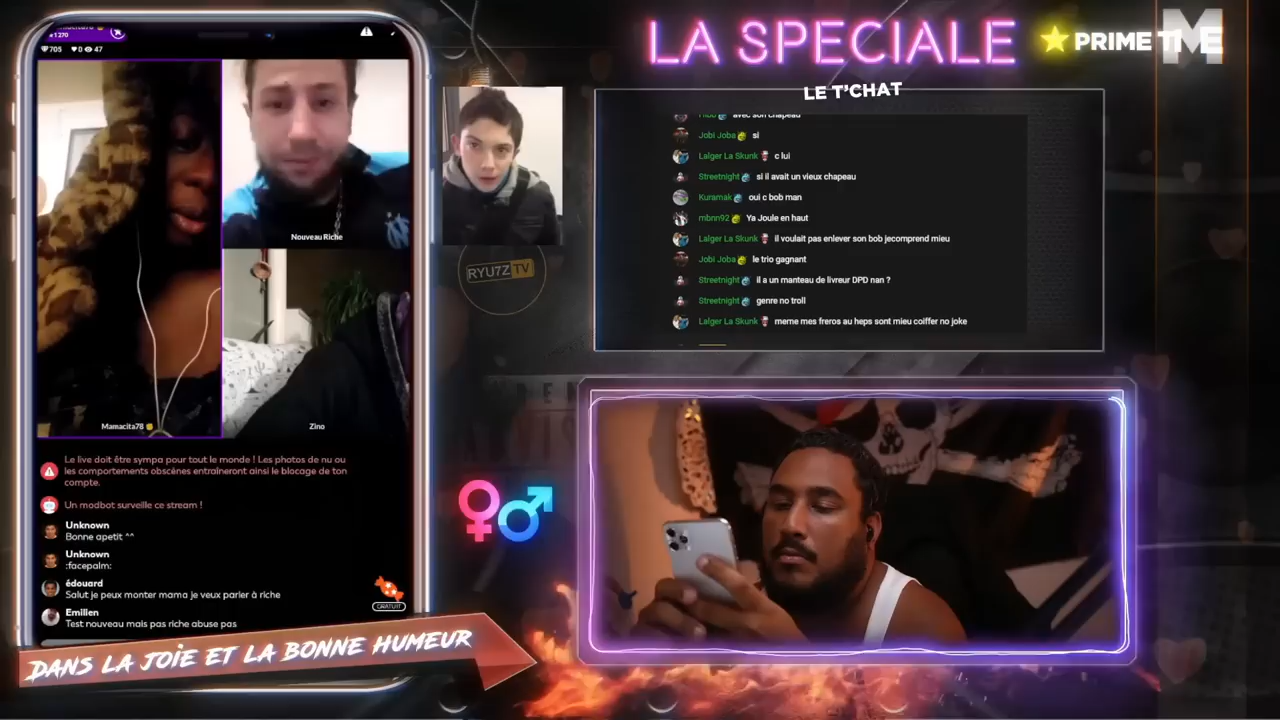 1270
705 0 47
Nouveau Riche
Mamacita78
Zino
Le live doit être sympa pour tout le monde ! Les photos de nu ou
les comportements obscènes entraîneront ainsi le blocage de ton
compte.
Un modbot surveille ce stream !
Unknown
Bonne apetit ^^
Unknown
:facepalm:
édouard
Salut je peux monter mama je veux parler à riche
Emilien
Test nouveau mais pas riche abuse pas
GRATUIT
DANS LA JOiE ET LA BONNE HUMEUR
RYU7Z TV
LA SPECIALE
PRIME TIME
M
LE T'CHAT
avec son chapeau
Jobi Joba si
Lalger La Skunk c lui
Streetnight si il avait un vieux chapeau
Kuramak oui c bob man
mbnn92 Ya Joule en haut
Lalger La Skunk il voulait pas enlever son bob jecomprend mieu
Jobi Joba le trio gagnant
Streetnight il a un manteau de livreur DPD nan ?
Streetnight genre no troll
Lalger La Skunk meme mes freros au heps sont mieu coiffer no joke